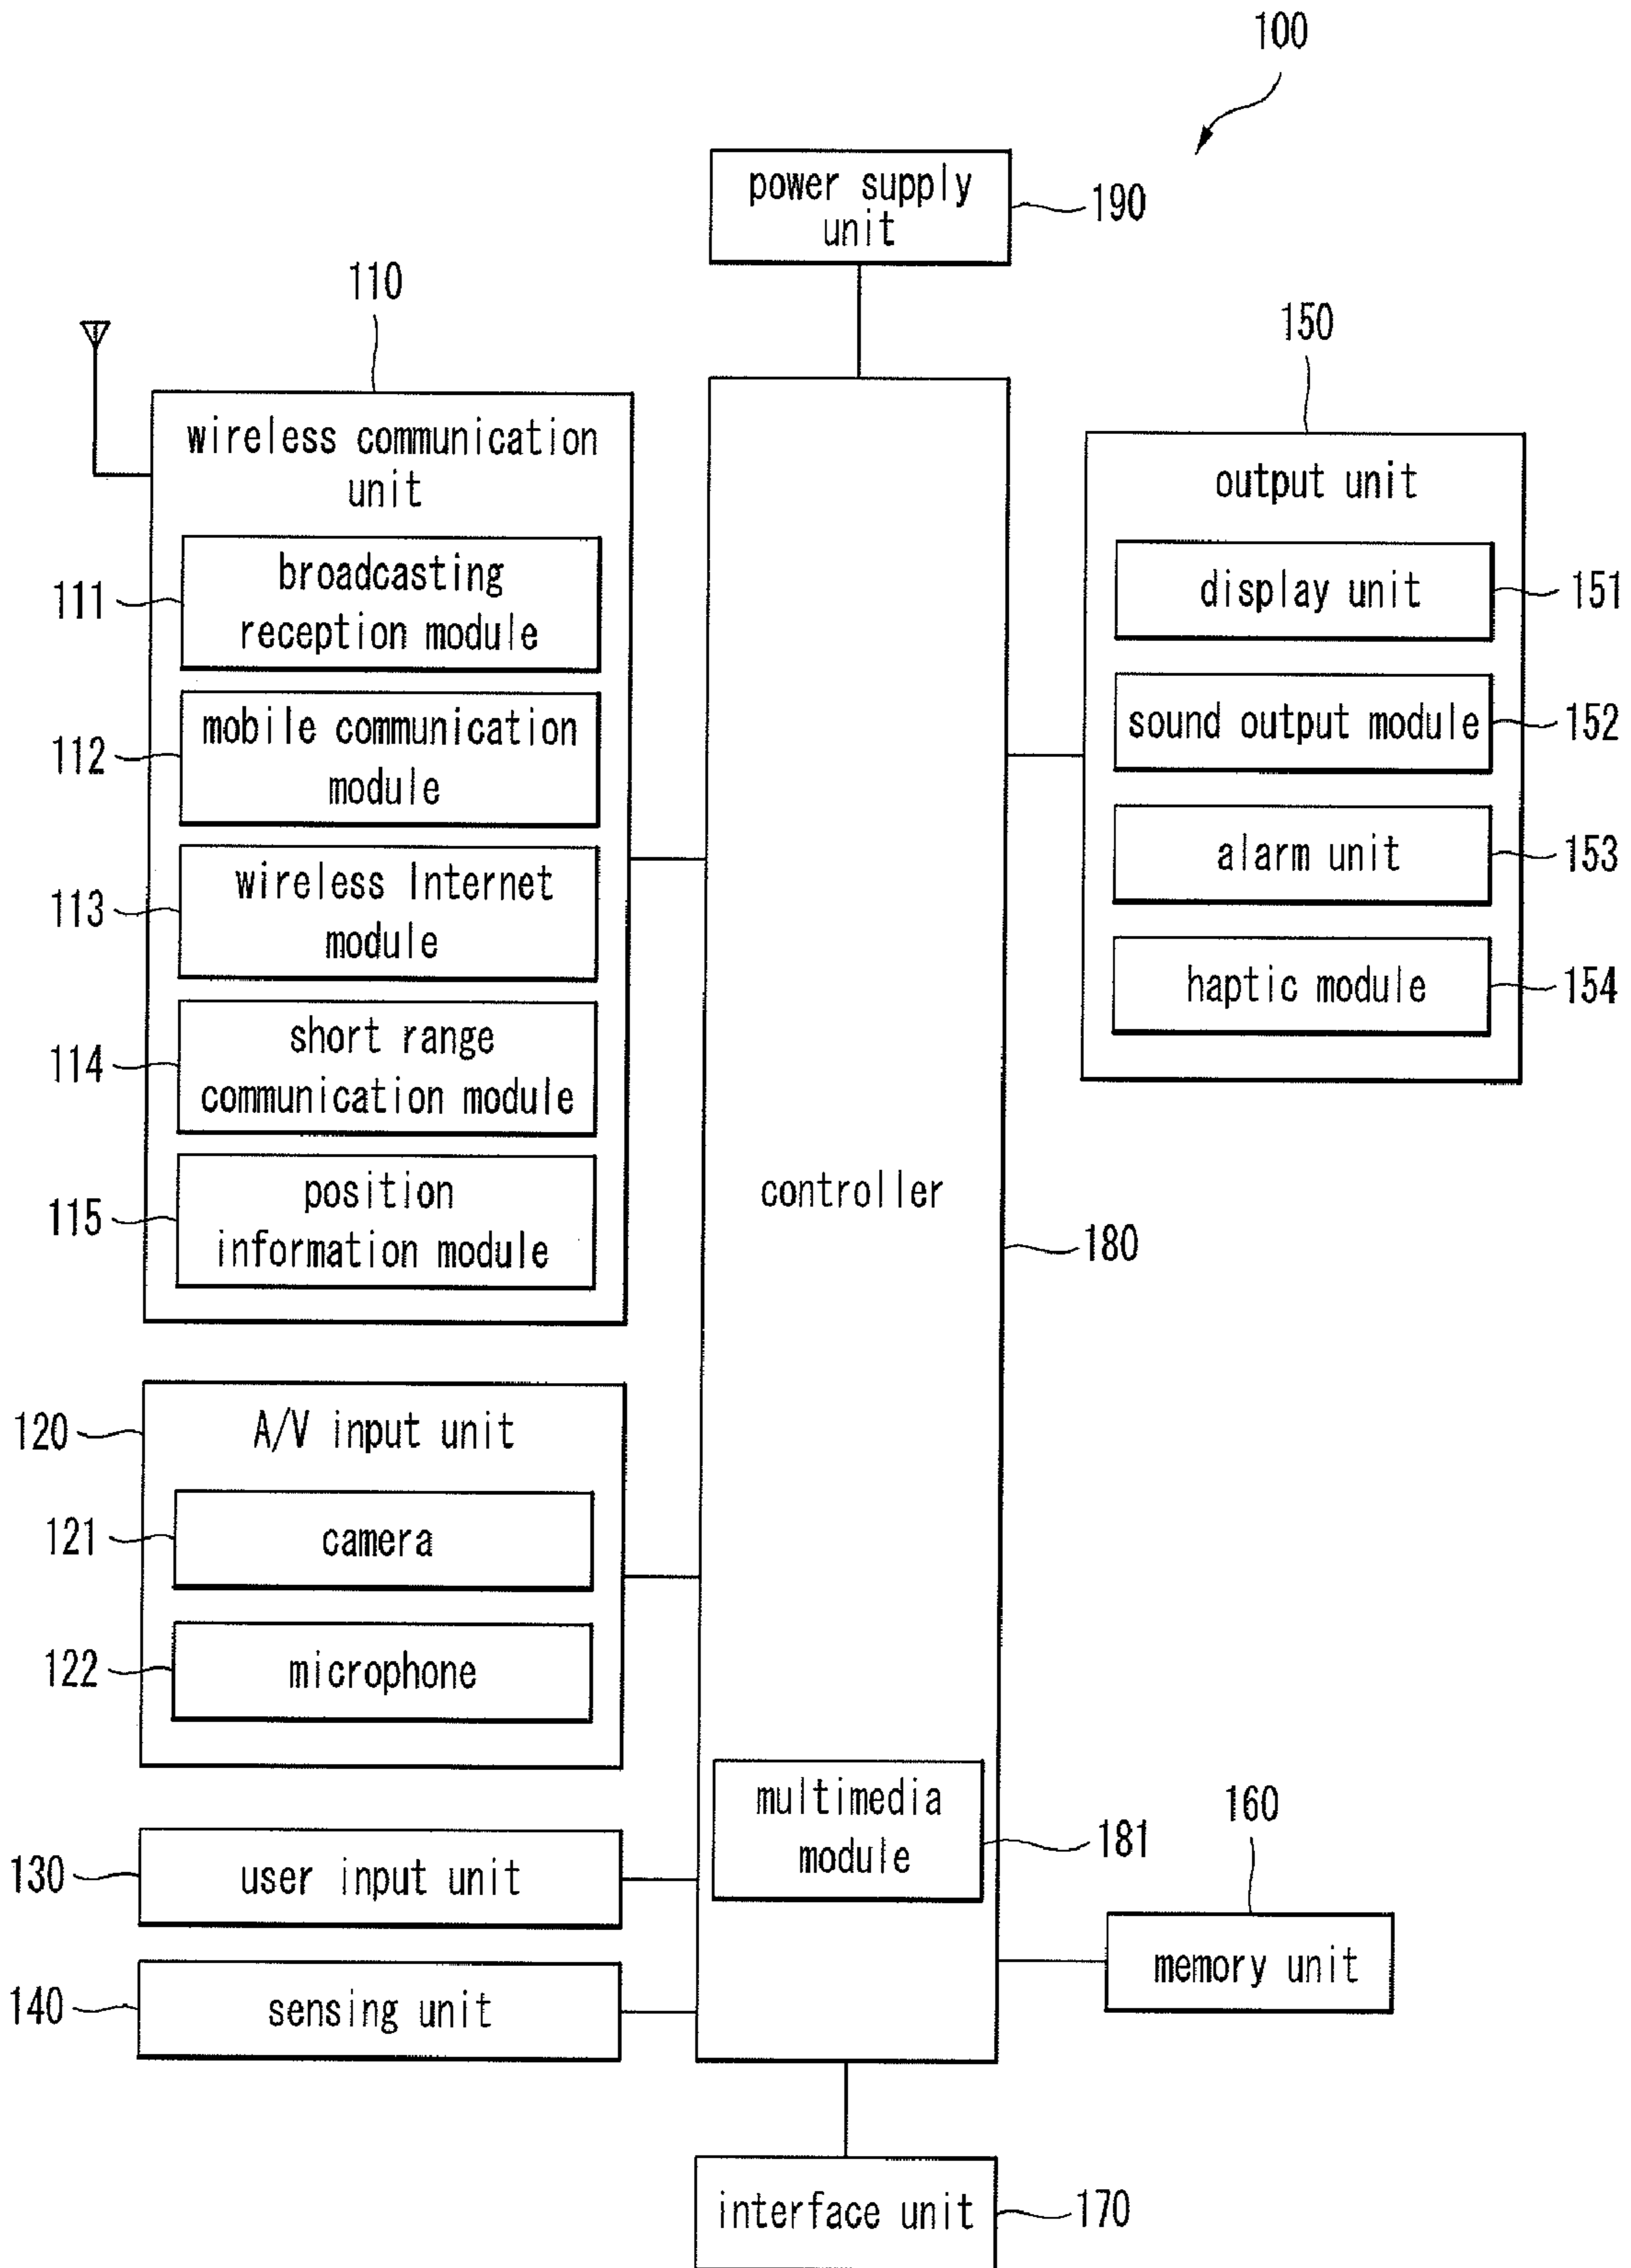 100
power supply
unit
190
110
150
wireless communication
unit
output unit
broadcasting
reception module
111
display unit
151
mobile communication
module
112
sound output module
152
wireless Internet
module
113
alarm unit
153
short range
communication module
114
haptic module
154
position
information module
115
controller
180
120
A/V input unit
121
camera
122
microphone
multimedia
module
181
160
130
user input unit
memory unit
140
sensing unit
interface unit
170